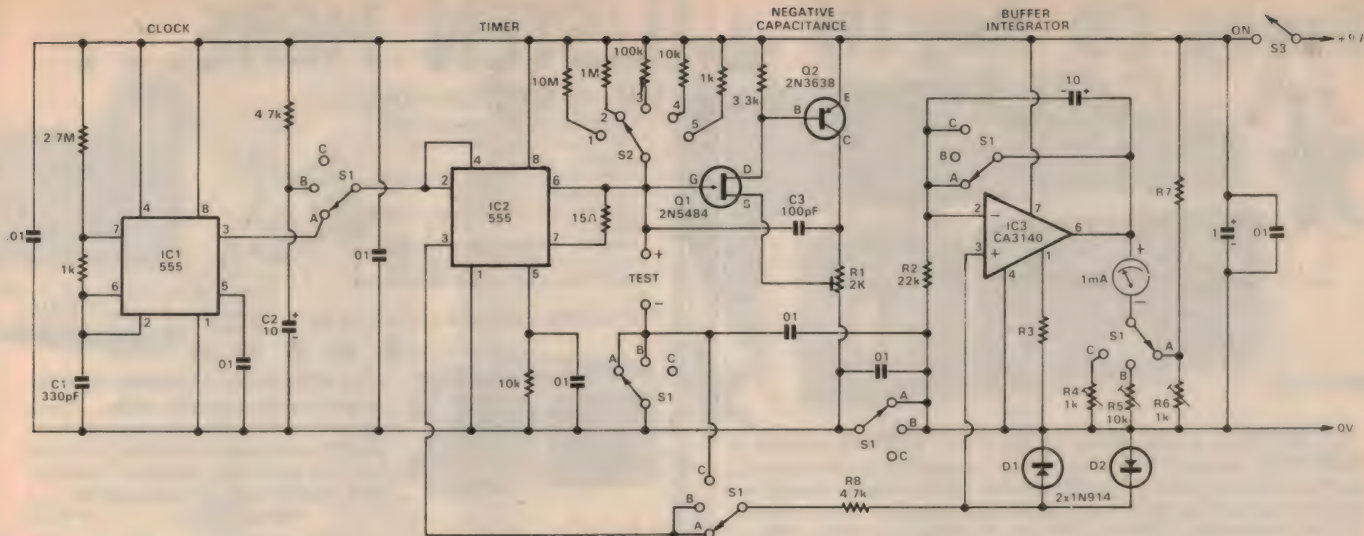 CLOCK
TIMER
NEGATIVE
CAPACITANCE
BUFFER
INTEGRATOR
ON
S3
2 7M
4
8
7
3
IC1
555
1k
6
5
2
1
C1
330pF
.01
01
4 7k
C
B
A
S1
C2
10
+
-
01
4
8
2
6
IC2
555
3
7
1
5
15Ω
10k
01
10M
1M
100k
10k
1k
1
2
3
4
5
S2
G
D
S
Q1
2N5484
3 3k
Q2
2N3638
B
E
C
C3
100pF
+
TEST
-
A
B
C
S1
R1
2K
01
01
S1
A
B
C
10
- +
C
B
A
S1
R2
22k
2
-
3
+
IC3
CA3140
7
6
4
1
R3
+
1mA
-
S1
A
C
B
R4
1k
R5
10k
R6
1k
R7
1
+
-
01
0V
D1
D2
2x1N914
C
B
A
S1
R8
4 7k